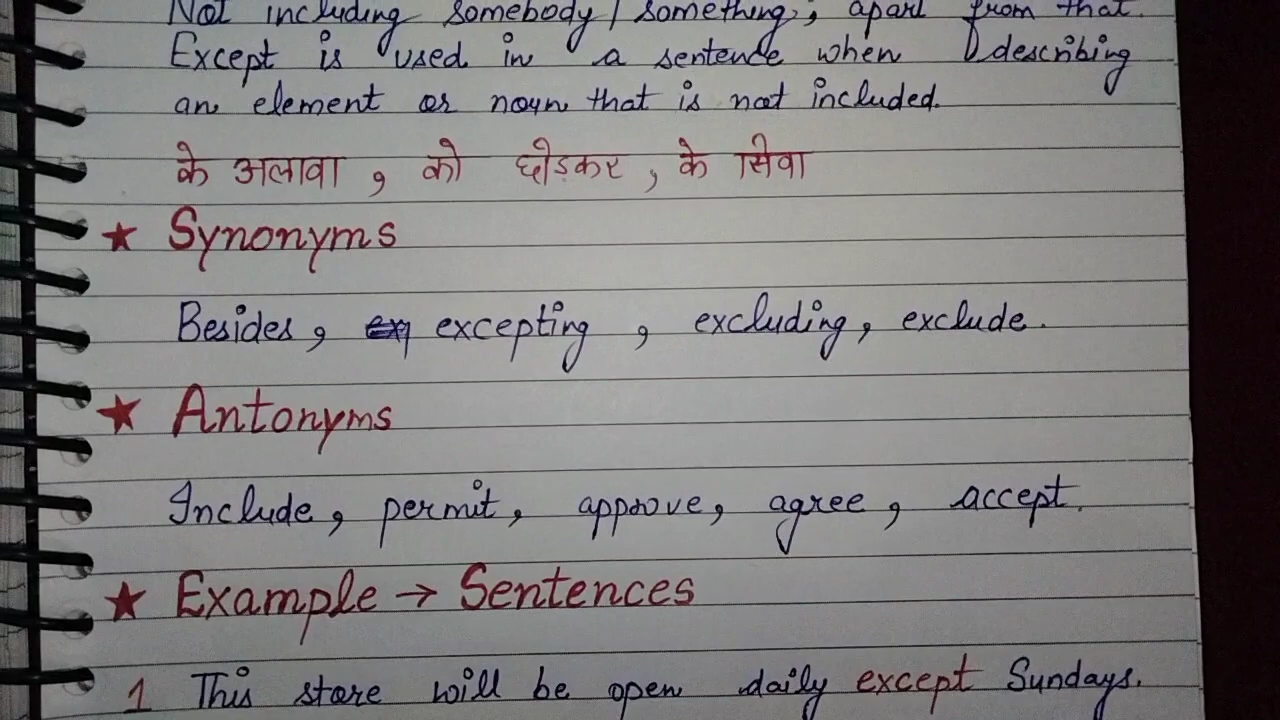 Not including somebody / something; apart from that.
Except is used in a sentence when describing
an element or noun that is not included.
के अलावा, को छोड़कर, के सिवा
★ Synonyms
Besides, excepting, excluding, exclude.
★ Antonyms
Include, permit, approve, agree, accept.
★ Example → Sentences
1 This store will be open daily except Sundays.